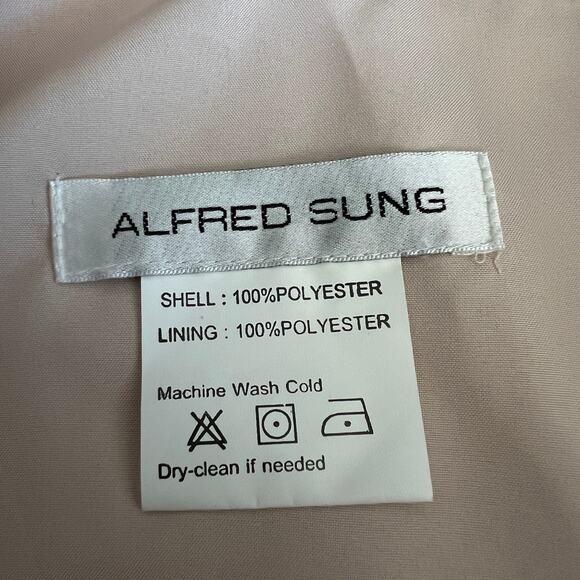 ALFRED SUNG
SHELL : 100%POLYESTER
LINING : 100%POLYESTER
Machine Wash Cold
Dry-clean if needed